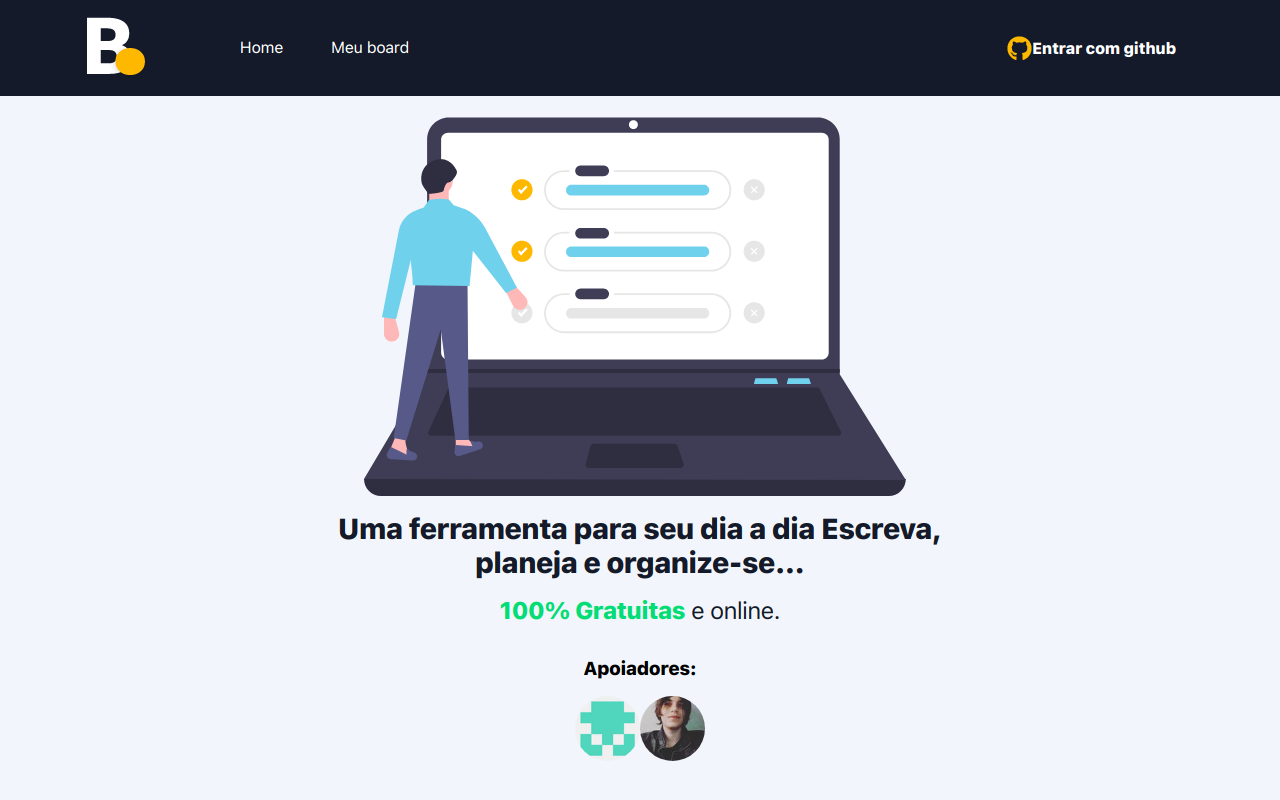 B
Home
Meu board
Entrar com github
Uma ferramenta para seu dia a dia Escreva,
planeja e organize-se...
100% Gratuitas e online.
Apoiadores: